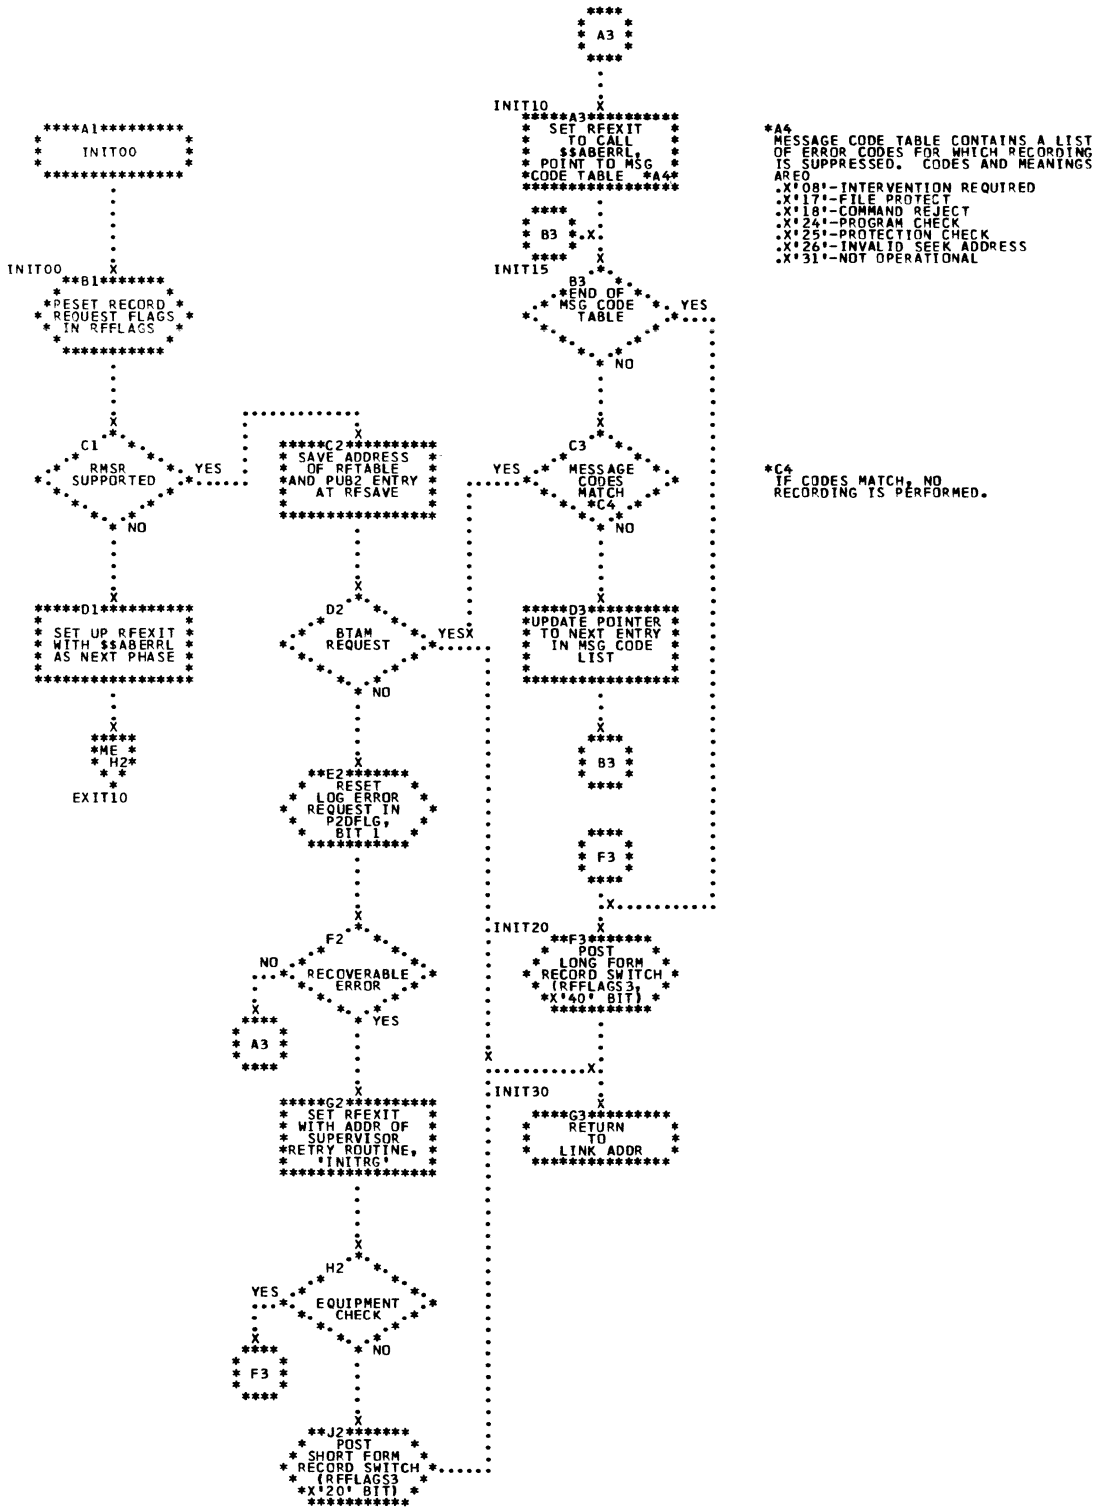 A3
INIT10
A3
SET RFEXIT
TO CALL
$$ABERRL,
POINT TO MSG
CODE TABLE *A4
*A4
MESSAGE CODE TABLE CONTAINS A LIST
OF ERROR CODES FOR WHICH RECORDING
IS SUPPRESSED. CODES AND MEANINGS
ARE0
.X'08'-INTERVENTION REQUIRED
.X'17'-FILE PROTECT
.X'18'-COMMAND REJECT
.X'24'-PROGRAM CHECK
.X'25'-PROTECTION CHECK
.X'26'-INVALID SEEK ADDRESS
.X'31'-NOT OPERATIONAL
A1
INIT00
B3
INIT15
INIT00
B1
RESET RECORD
REQUEST FLAGS
IN RFFLAGS
B3
END OF
MSG CODE
TABLE
YES
NO
C1
RMSR
SUPPORTED
YES
NO
C2
SAVE ADDRESS
OF RFTABLE
AND PUB2 ENTRY
AT RFSAVE
C3
YES
MESSAGE
CODES
MATCH
*C4
NO
*C4
IF CODES MATCH, NO
RECORDING IS PERFORMED.
D1
SET UP RFEXIT
WITH $$ABERRL
AS NEXT PHASE
D2
BTAM
REQUEST
YES
NO
D3
UPDATE POINTER
TO NEXT ENTRY
IN MSG CODE
LIST
ME
H2
EXIT10
B3
E2
RESET
LOG ERROR
REQUEST IN
P2DFLG,
BIT 1
F3
F2
NO
RECOVERABLE
ERROR
YES
INIT20
F3
POST
LONG FORM
RECORD SWITCH
(RFFLAGS3,
X'40' BIT)
A3
INIT30
G2
SET RFEXIT
WITH ADDR OF
SUPERVISOR
RETRY ROUTINE,
'INITRG'
G3
RETURN
TO
LINK ADDR
H2
YES
EQUIPMENT
CHECK
NO
F3
J2
POST
SHORT FORM
RECORD SWITCH
(RFFLAGS3
X'20' BIT)